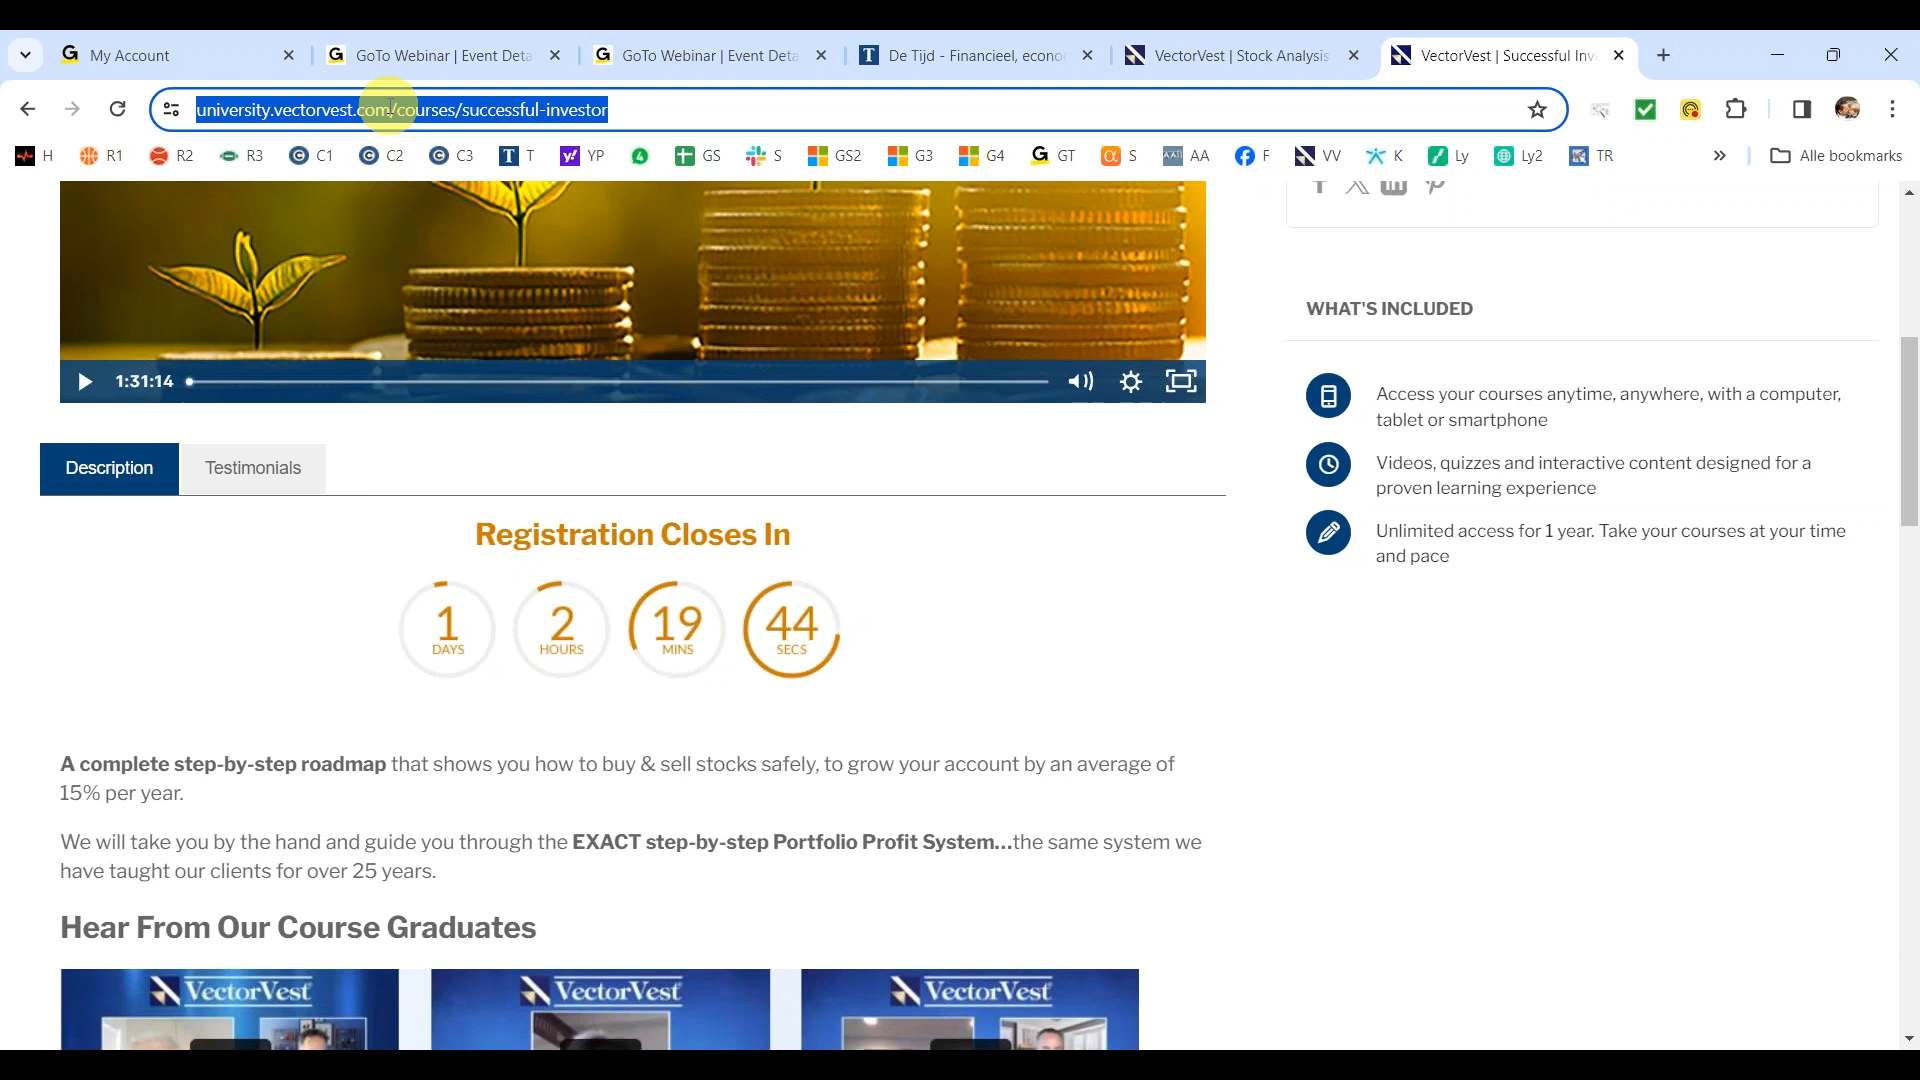 My Account
GoTo Webinar | Event Deta
GoTo Webinar | Event Deta
De Tijd - Financieel, econo
VectorVest | Stock Analysis
VectorVest | Successful Inv
university.vectorvest.com/courses/successful-investor
H R1 R2 R3 C1 C2 C3 T YP GS S GS2 G3 G4 GT S AA F VV K Ly Ly2 TR » Alle bookmarks
1:31:14
WHAT'S INCLUDED
Access your courses anytime, anywhere, with a computer,
tablet or smartphone
Videos, quizzes and interactive content designed for a
proven learning experience
Unlimited access for 1 year. Take your courses at your time
and pace
Description
Testimonials
Registration Closes In
1 2 19 44
DAYS HOURS MINS SECS
A complete step-by-step roadmap that shows you how to buy & sell stocks safely, to grow your account by an average of
15% per year.
We will take you by the hand and guide you through the EXACT step-by-step Portfolio Profit System...the same system we
have taught our clients for over 25 years.
Hear From Our Course Graduates
VectorVest
VectorVest
VectorVest